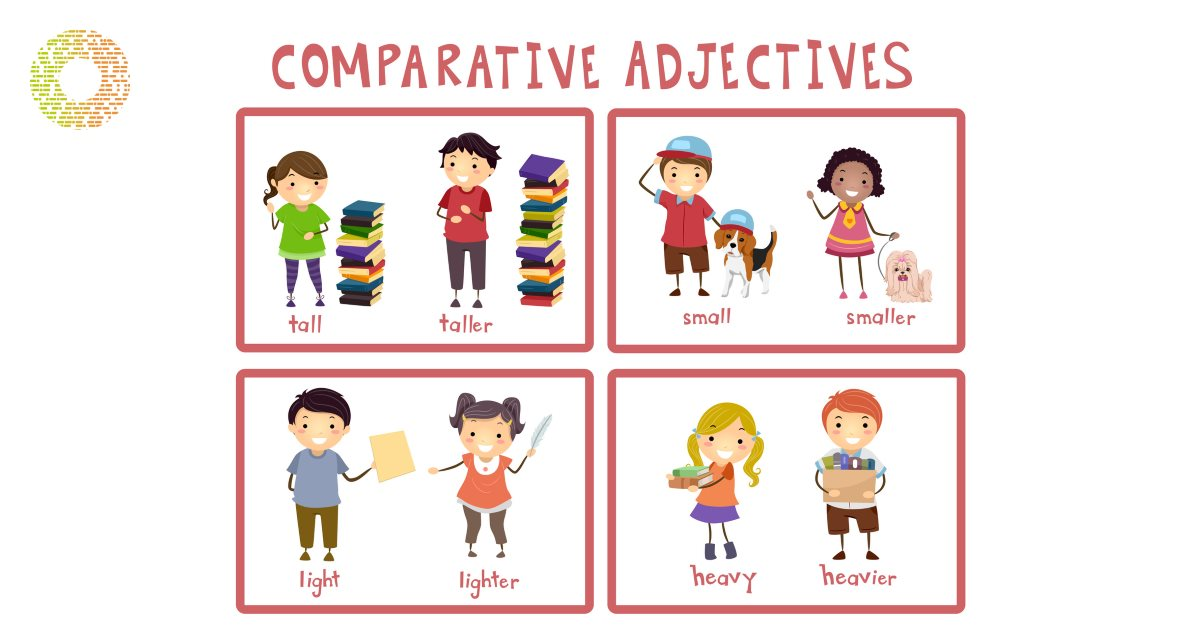 COMPARATIVE ADJECTIVES
tall
taller
small
smaller
light
lighter
heavy
heavier